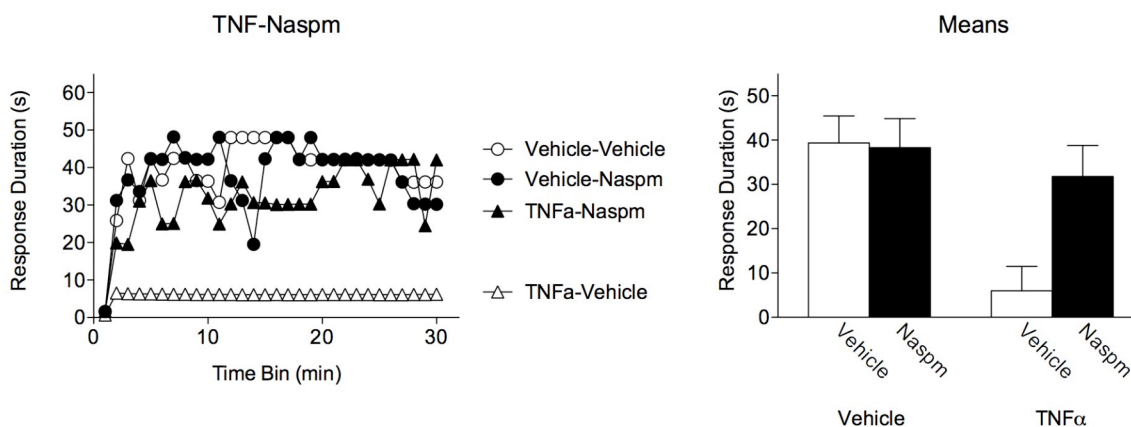 TNF-Naspm
Response Duration (s)
60
50
40
30
20
10
0
0
10
20
30
Time Bin (min)
Vehicle-Vehicle
Vehicle-Naspm
TNFa-Naspm
TNFa-Vehicle
Means
Response Duration (s)
50
40
30
20
10
0
Vehicle
Naspm
Vehicle
Naspm
Vehicle
TNFα